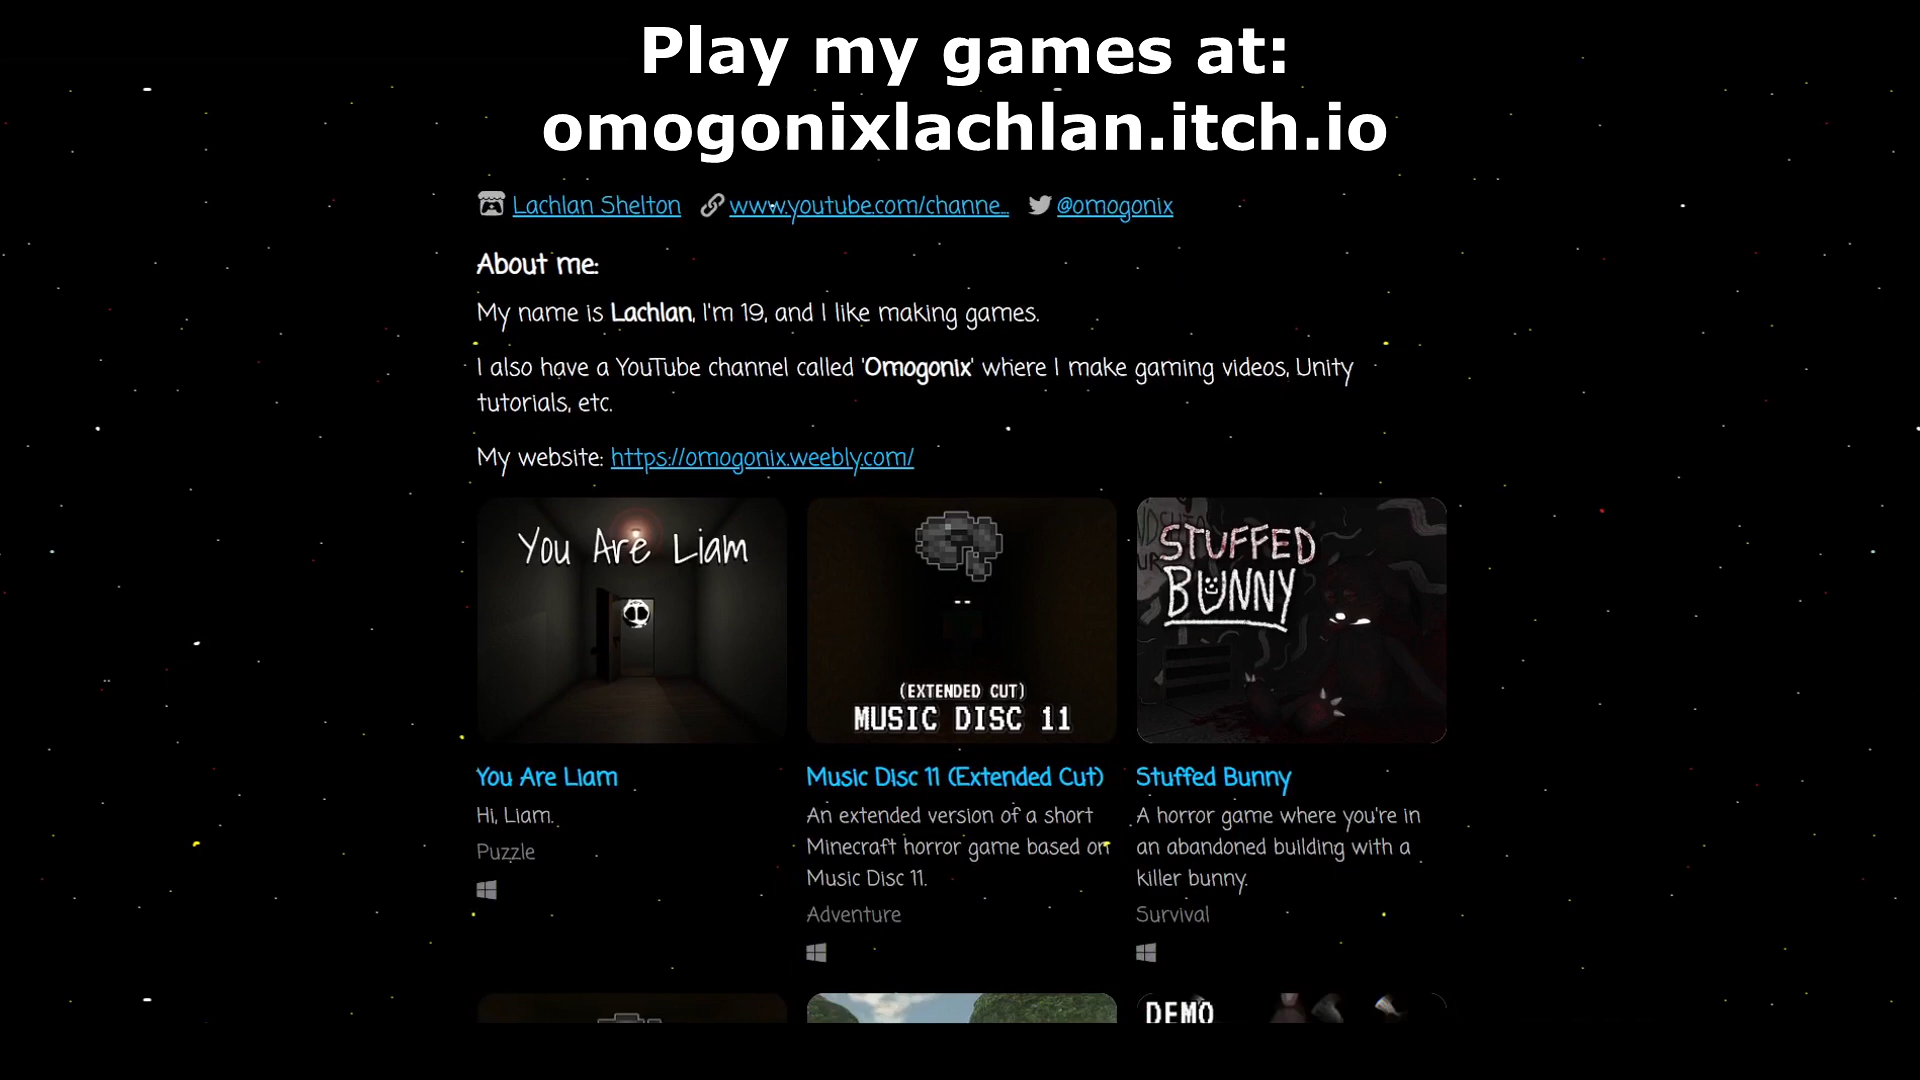 Play my games at:
omogonixlachlan.itch.io
Lachlan Shelton www.youtube.com/channe... @omogonix
About me:
My name is Lachlan, I'm 19, and I like making games.
I also have a YouTube channel called 'Omogonix' where I make gaming videos, Unity
tutorials, etc.
My website: https://omogonix.weebly.com/
You Are Liam
STUFFED
BUNNY
(EXTENDED CUT)
MUSIC DISC 11
You Are Liam
Hi, Liam.
Puzzle
Music Disc 11 (Extended Cut)
An extended version of a short
Minecraft horror game based on
Music Disc 11.
Adventure
Stuffed Bunny
A horror game where you're in
an abandoned building with a
killer bunny.
Survival
DEMO